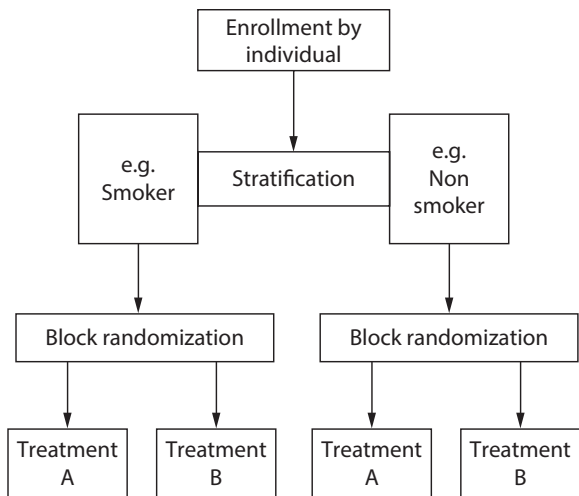 Enrollment by
individual
e.g.
Smoker
Stratification
e.g.
Non
smoker
Block randomization
Block randomization
Treatment
A
Treatment
B
Treatment
A
Treatment
B